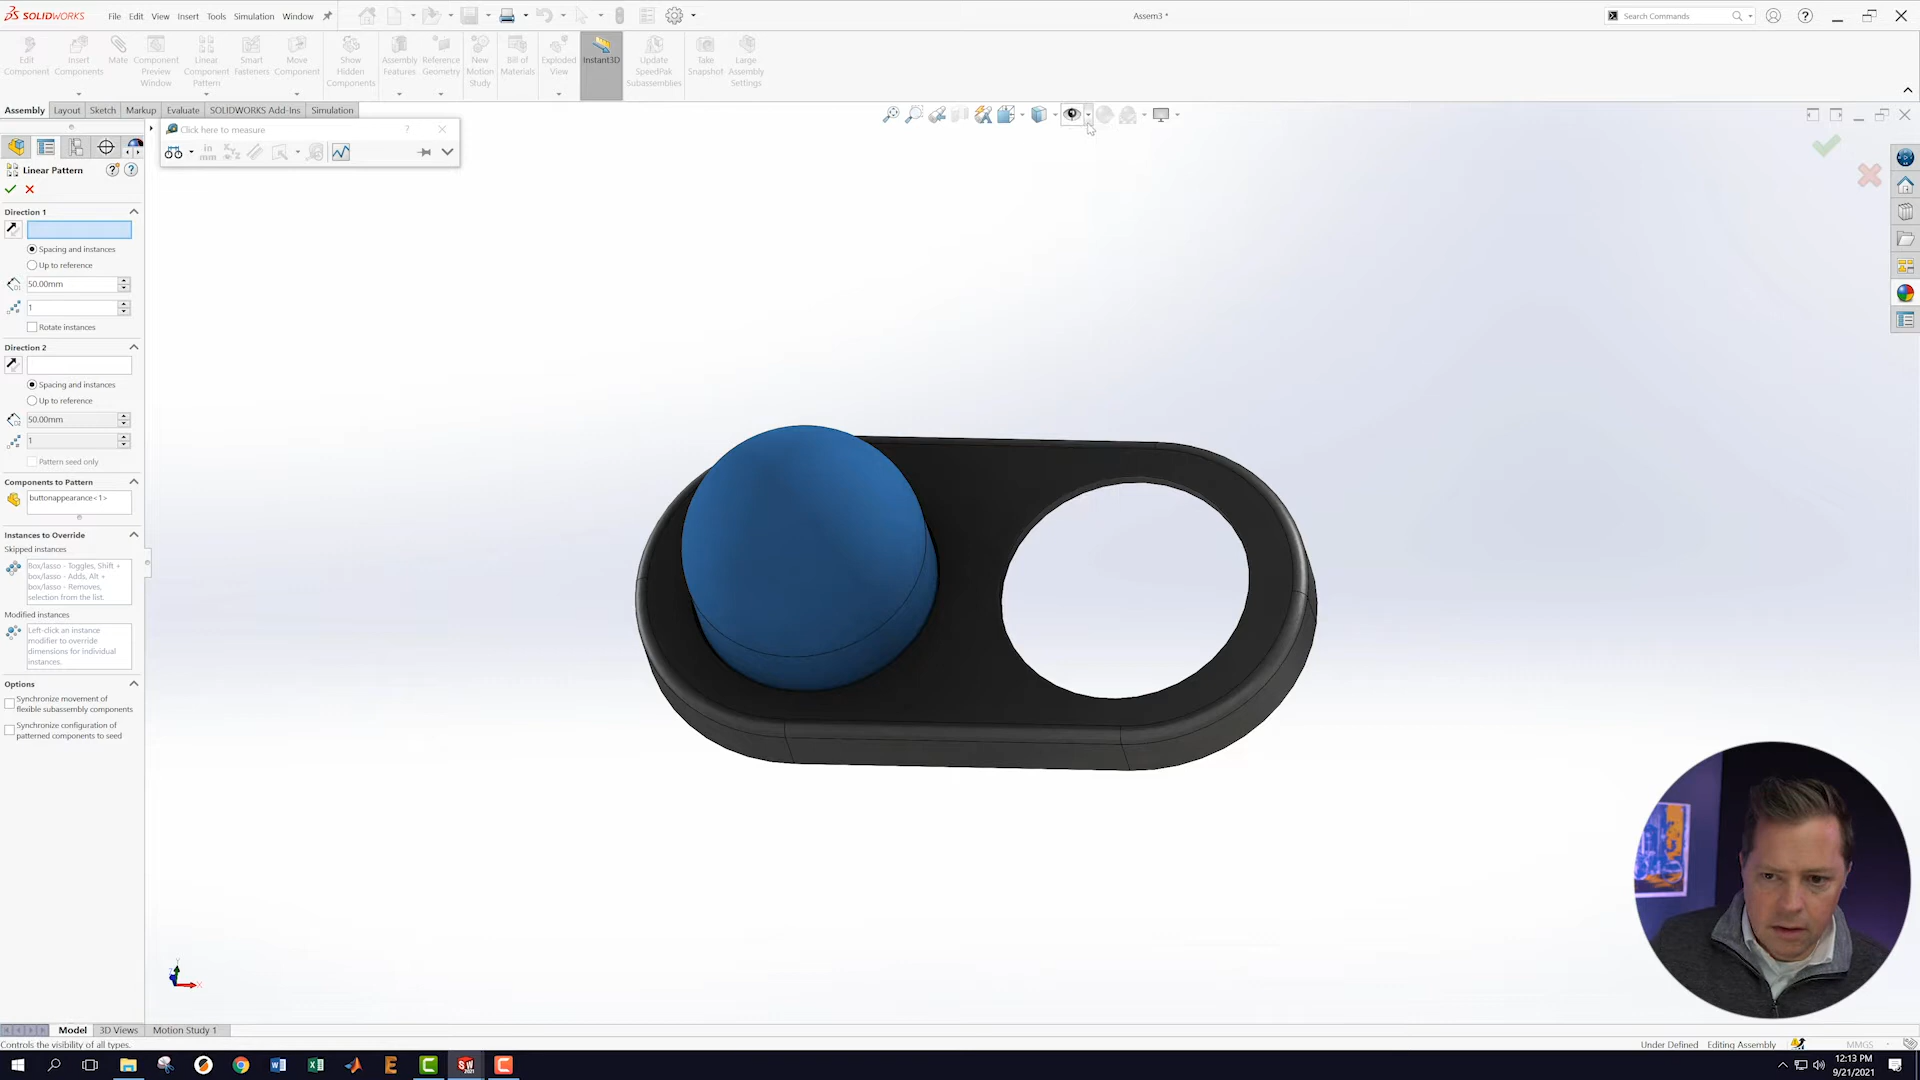 SOLIDWORKS File Edit View Insert Tools Simulation Window Assem3 * Search Commands
Edit Component
Insert Components
Mate
Component Preview Window
Linear Component Pattern
Smart Fasteners
Move Component
Show Hidden Components
Assembly Features
Reference Geometry
New Motion Study
Bill of Materials
Exploded View
Instant3D
Update SpeedPak Subassemblies
Take Snapshot
Large Assembly Settings
Assembly Layout Sketch Markup Evaluate SOLIDWORKS Add-Ins Simulation
Click here to measure ?
in mm
Linear Pattern
Direction 1
Spacing and instances
Up to reference
50.00mm
1
Rotate instances
Direction 2
Spacing and instances
Up to reference
50.00mm
1
Pattern seed only
Components to Pattern
buttonappearance<1>
Instances to Override
Skipped instances
Box/lasso - Toggles, Shift +
box/lasso - Adds, Alt +
box/lasso - Removes,
selection from the list.
Modified instances
Left-click an instance
modifier to override
dimensions for individual
instances.
Options
Synchronize movement of
flexible subassembly components
Synchronize configuration of
patterned components to seed
Model 3D Views Motion Study 1
Controls the visibility of all types.
Under Defined Editing Assembly MMGS
12:13 PM
9/21/2021